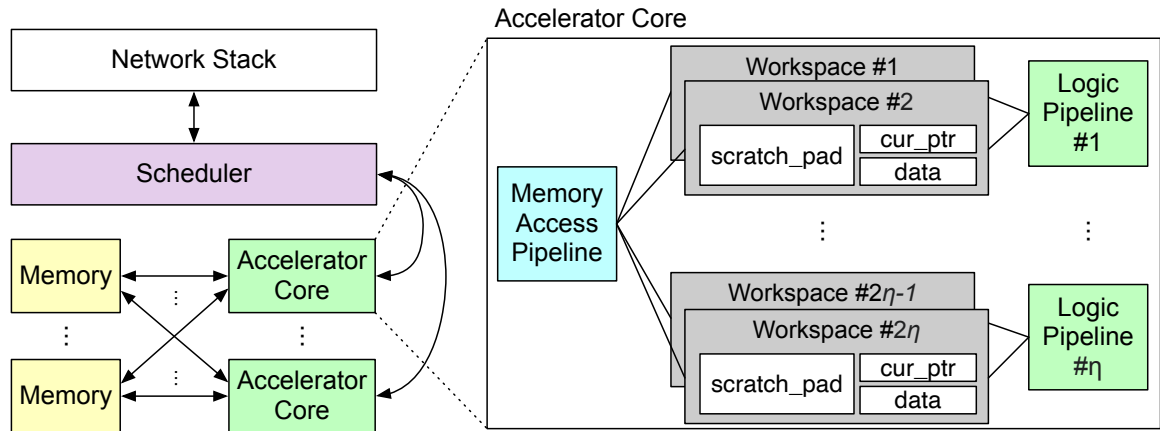 Network Stack
Scheduler
Memory
Accelerator
Core
⋮
⋮
⋮
⋮
Memory
Accelerator
Core
Accelerator Core
Memory
Access
Pipeline
Workspace #1
Workspace #2
scratch_pad
cur_ptr
data
Logic
Pipeline
#1
⋮
⋮
Workspace #2η-1
Workspace #2η
scratch_pad
cur_ptr
data
Logic
Pipeline
#η